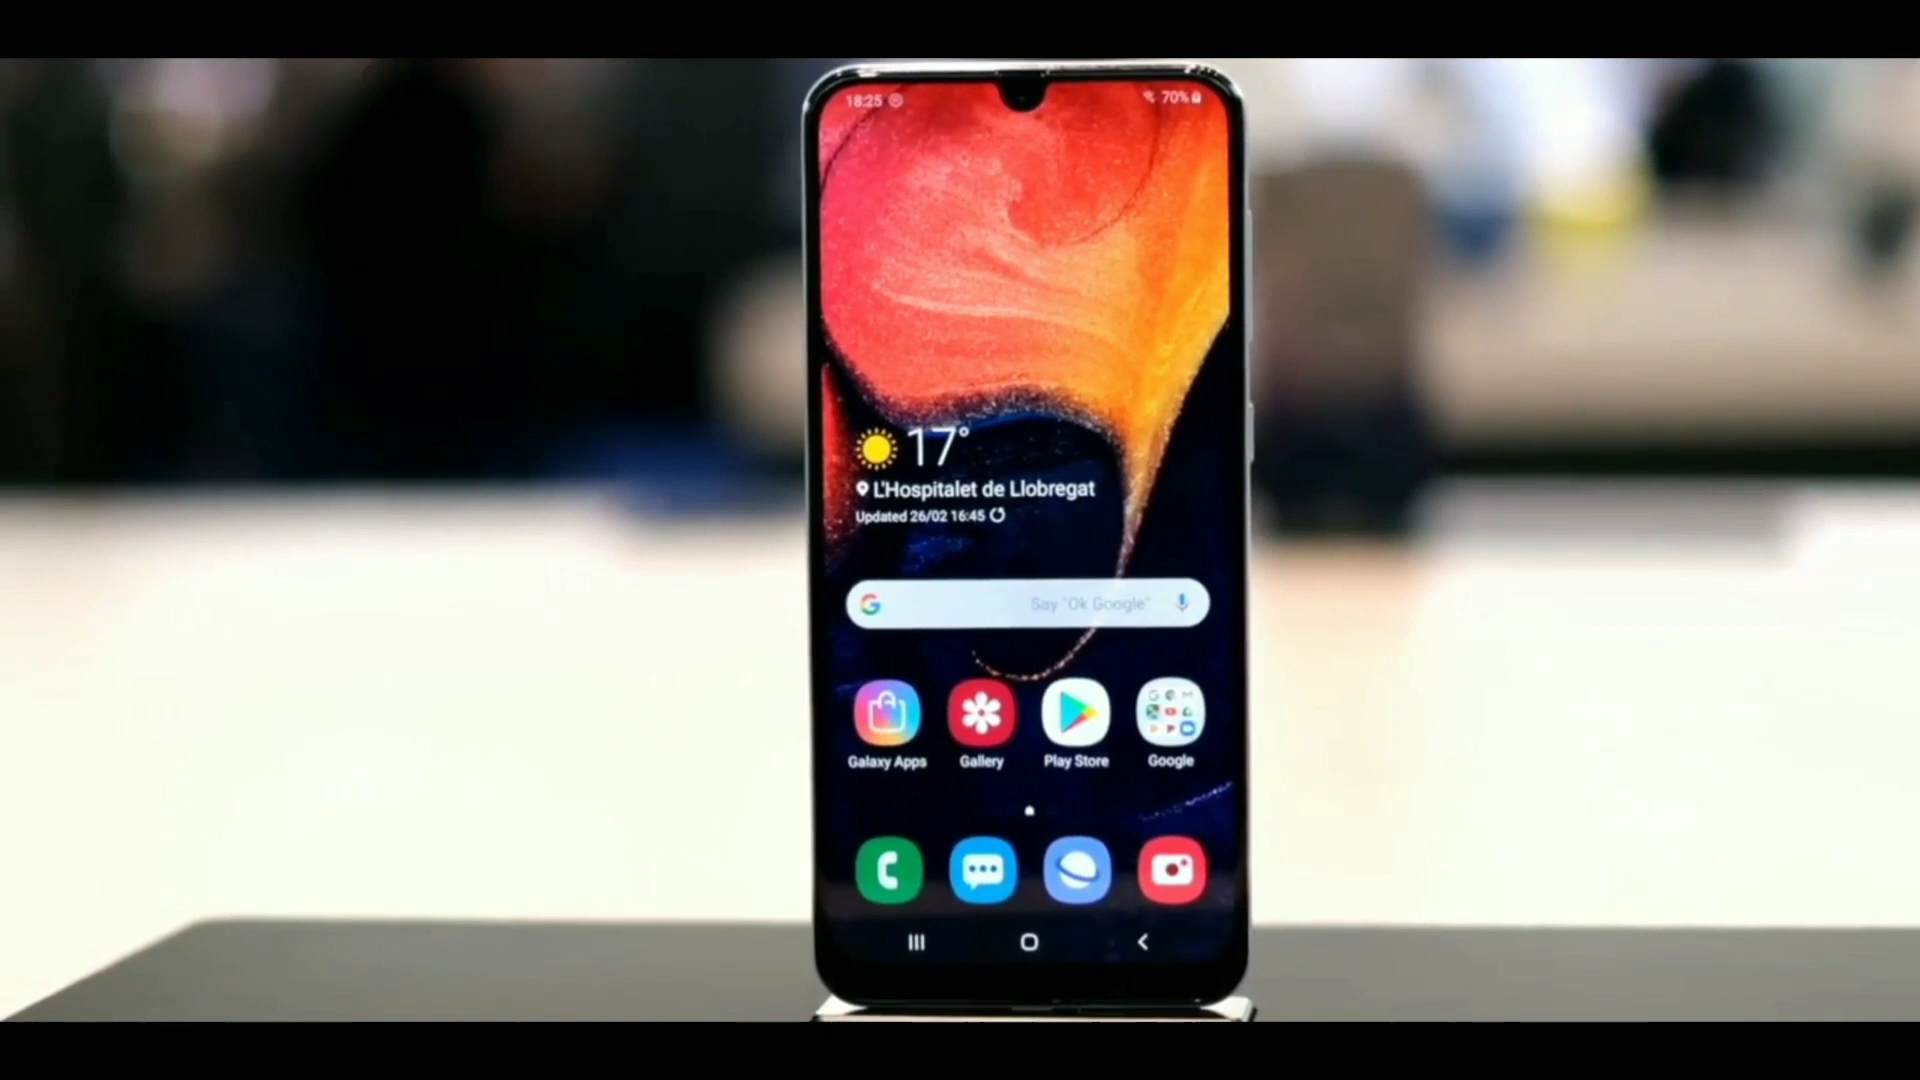 18:25 70%
17°
L'Hospitalet de Llobregat
Updated 26/02 16:45
G Say "Ok Google"
Galaxy Apps Gallery Play Store Google